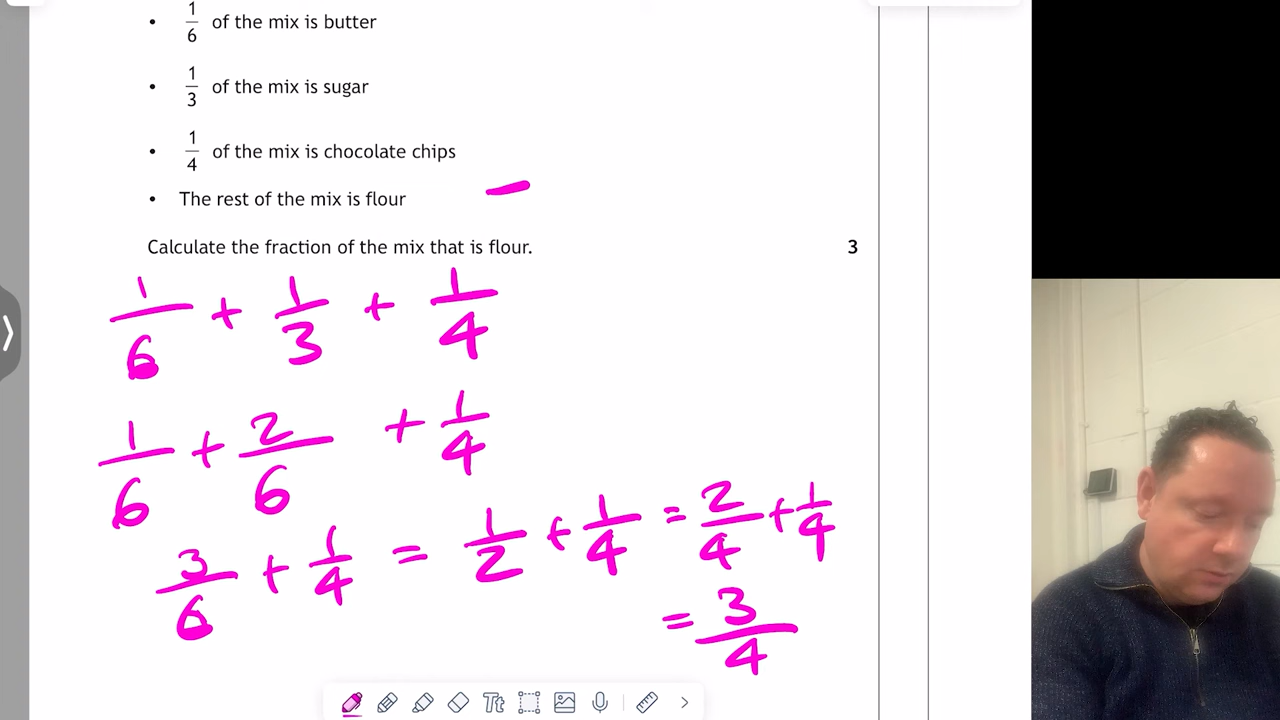 • 1/6 of the mix is butter
• 1/3 of the mix is sugar
• 1/4 of the mix is chocolate chips
• The rest of the mix is flour
Calculate the fraction of the mix that is flour. 3
1/6 + 1/3 + 1/4
1/6 + 2/6 + 1/4
3/6 + 1/4 = 1/2 + 1/4 = 2/4 + 1/4
= 3/4
Tt